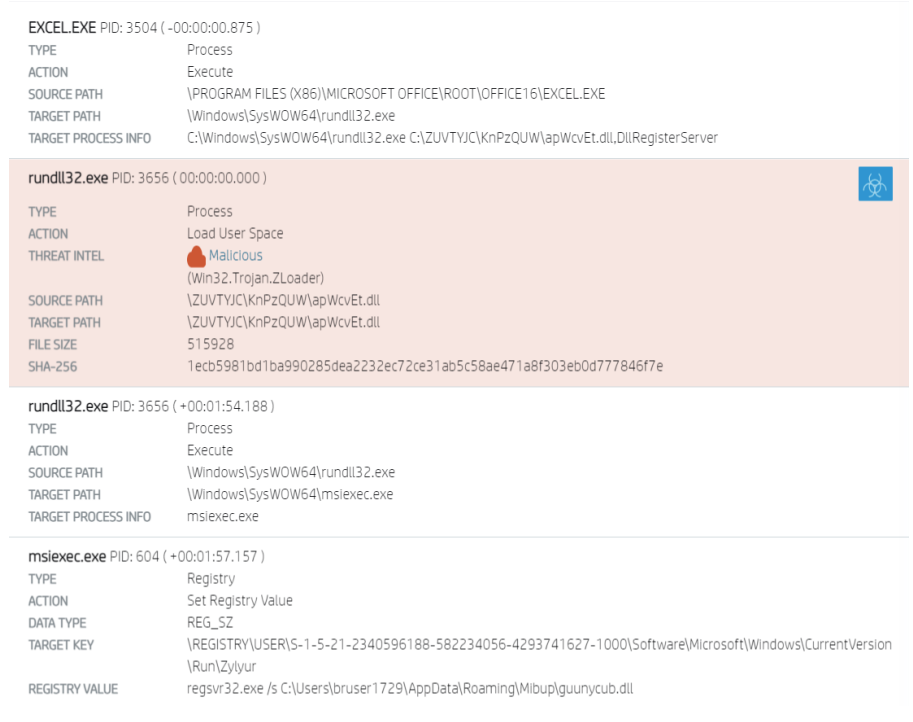 EXCEL.EXE PID: 3504 ( -00:00:00.875 )
TYPE Process
ACTION Execute
SOURCE PATH \PROGRAM FILES (X86)\MICROSOFT OFFICE\ROOT\OFFICE16\EXCEL.EXE
TARGET PATH \Windows\SysWOW64\rundll32.exe
TARGET PROCESS INFO C:\Windows\SysWOW64\rundll32.exe C:\ZUVTYJC\KnPzQUW\apWcvEt.dll,DllRegisterServer
rundll32.exe PID: 3656 ( 00:00:00.000 )
TYPE Process
ACTION Load User Space
THREAT INTEL Malicious
(Win32.Trojan.ZLoader)
SOURCE PATH \ZUVTYJC\KnPzQUW\apWcvEt.dll
TARGET PATH \ZUVTYJC\KnPzQUW\apWcvEt.dll
FILE SIZE 515928
SHA-256 1ecb5981bd1ba990285dea2232ec72ce31ab5c58ae471a8f303eb0d777846f7e
rundll32.exe PID: 3656 ( +00:01:54.188 )
TYPE Process
ACTION Execute
SOURCE PATH \Windows\SysWOW64\rundll32.exe
TARGET PATH \Windows\SysWOW64\msiexec.exe
TARGET PROCESS INFO msiexec.exe
msiexec.exe PID: 604 ( +00:01:57.157 )
TYPE Registry
ACTION Set Registry Value
DATA TYPE REG_SZ
TARGET KEY \REGISTRY\USER\S-1-5-21-2340596188-582234056-4293741627-1000\Software\Microsoft\Windows\CurrentVersion
\Run\Zylyur
REGISTRY VALUE regsvr32.exe /s C:\Users\bruser1729\AppData\Roaming\Mibup\guunycub.dll